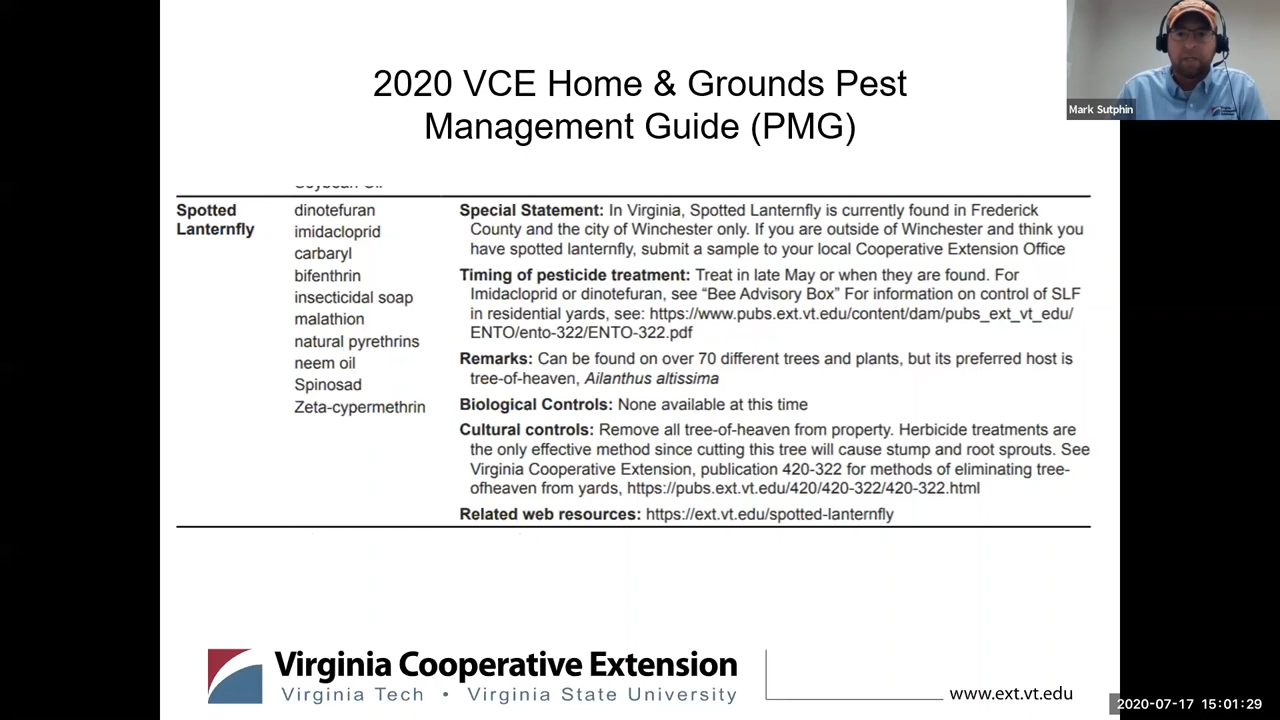 2020 VCE Home & Grounds Pest
Management Guide (PMG)
Mark Sutphin
Soybean Oil
Spotted
Lanternfly
dinotefuran
imidacloprid
carbaryl
bifenthrin
insecticidal soap
malathion
natural pyrethrins
neem oil
Spinosad
Zeta-cypermethrin
Special Statement: In Virginia, Spotted Lanternfly is currently found in Frederick
County and the city of Winchester only. If you are outside of Winchester and think you
have spotted lanternfly, submit a sample to your local Cooperative Extension Office
Timing of pesticide treatment: Treat in late May or when they are found. For
Imidacloprid or dinotefuran, see “Bee Advisory Box” For information on control of SLF
in residential yards, see: https://www.pubs.ext.vt.edu/content/dam/pubs_ext_vt_edu/
ENTO/ento-322/ENTO-322.pdf
Remarks: Can be found on over 70 different trees and plants, but its preferred host is
tree-of-heaven, Ailanthus altissima
Biological Controls: None available at this time
Cultural controls: Remove all tree-of-heaven from property. Herbicide treatments are
the only effective method since cutting this tree will cause stump and root sprouts. See
Virginia Cooperative Extension, publication 420-322 for methods of eliminating tree-
ofheaven from yards, https://pubs.ext.vt.edu/420/420-322/420-322.html
Related web resources: https://ext.vt.edu/spotted-lanternfly
Virginia Cooperative Extension
Virginia Tech • Virginia State University
www.ext.vt.edu
2020-07-17 15:01:29